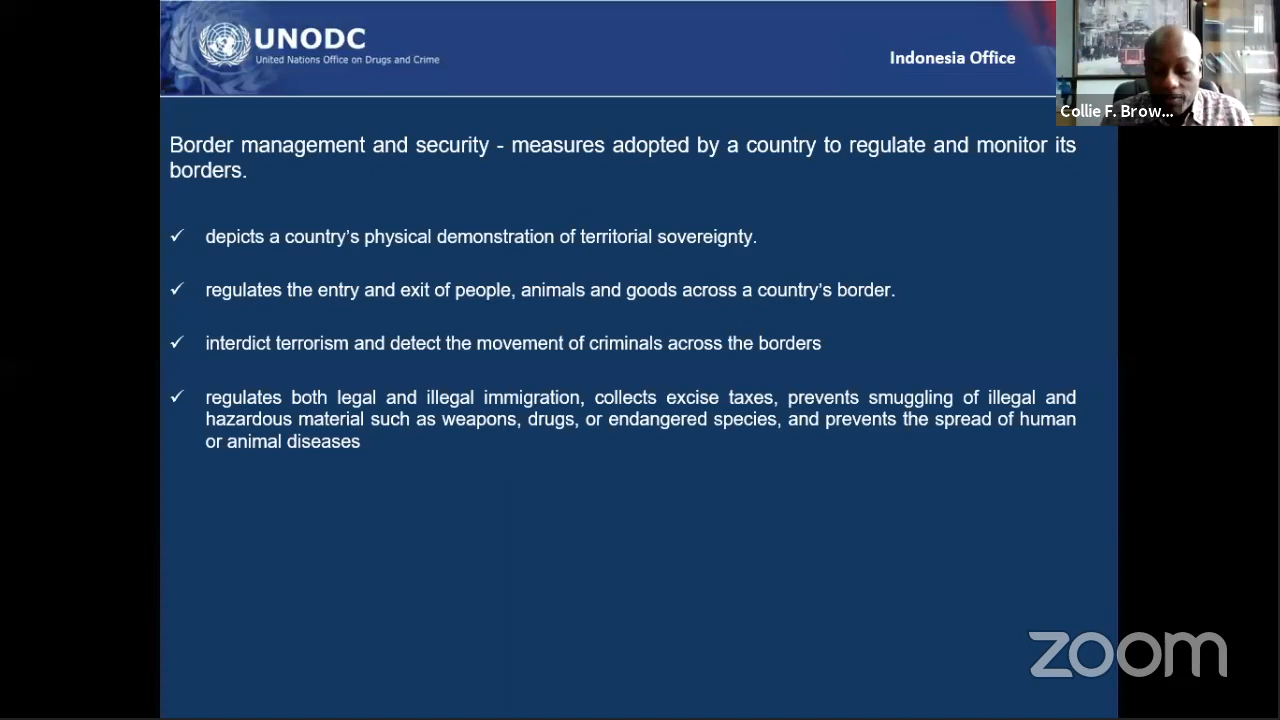 UNODC
United Nations Office on Drugs and Crime
Indonesia Office
Collie F. Brow...
Border management and security - measures adopted by a country to regulate and monitor its
borders.
✓ depicts a country's physical demonstration of territorial sovereignty.
✓ regulates the entry and exit of people, animals and goods across a country's border.
✓ interdict terrorism and detect the movement of criminals across the borders
✓ regulates both legal and illegal immigration, collects excise taxes, prevents smuggling of illegal and
hazardous material such as weapons, drugs, or endangered species, and prevents the spread of human
or animal diseases
zoom